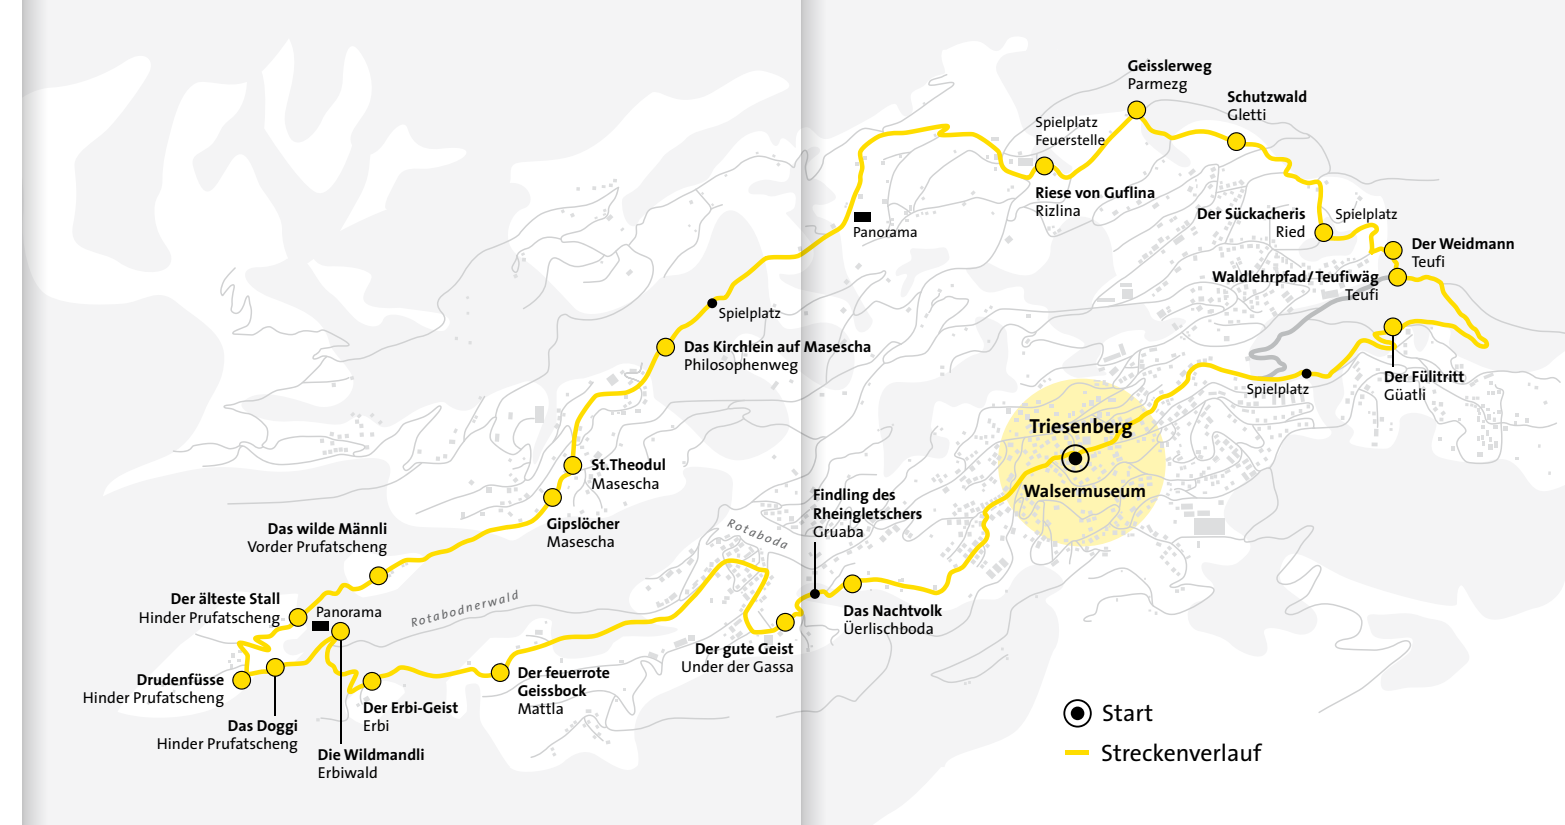 Geisslerweg
Parmezg
Schutzwald
Gletti
Spielplatz
Feuerstelle
Riese von Guflina
Rizlina
Der Sückacheris
Ried
Spielplatz
Panorama
Der Weidmann
Teufi
Waldlehrpfad/Teufiwäg
Teufi
Spielplatz
Das Kirchlein auf Masescha
Philosophenweg
Der Fülitritt
Güatli
Spielplatz
Triesenberg
Walsermuseum
St.Theodul
Masescha
Gipslöcher
Masescha
Findling des
Rheingletschers
Gruaba
Rotaboda
Das wilde Männli
Vorder Prufatscheng
Der älteste Stall
Hinder Prufatscheng
Panorama
Rotabodnerwald
Das Nachtvolk
Üerlischboda
Der gute Geist
Under der Gassa
Drudenfüsse
Hinder Prufatscheng
Der feuerrote
Geissbock
Mattla
Der Erbi-Geist
Erbi
Das Doggi
Hinder Prufatscheng
Die Wildmandli
Erbiwald
Start
Streckenverlauf